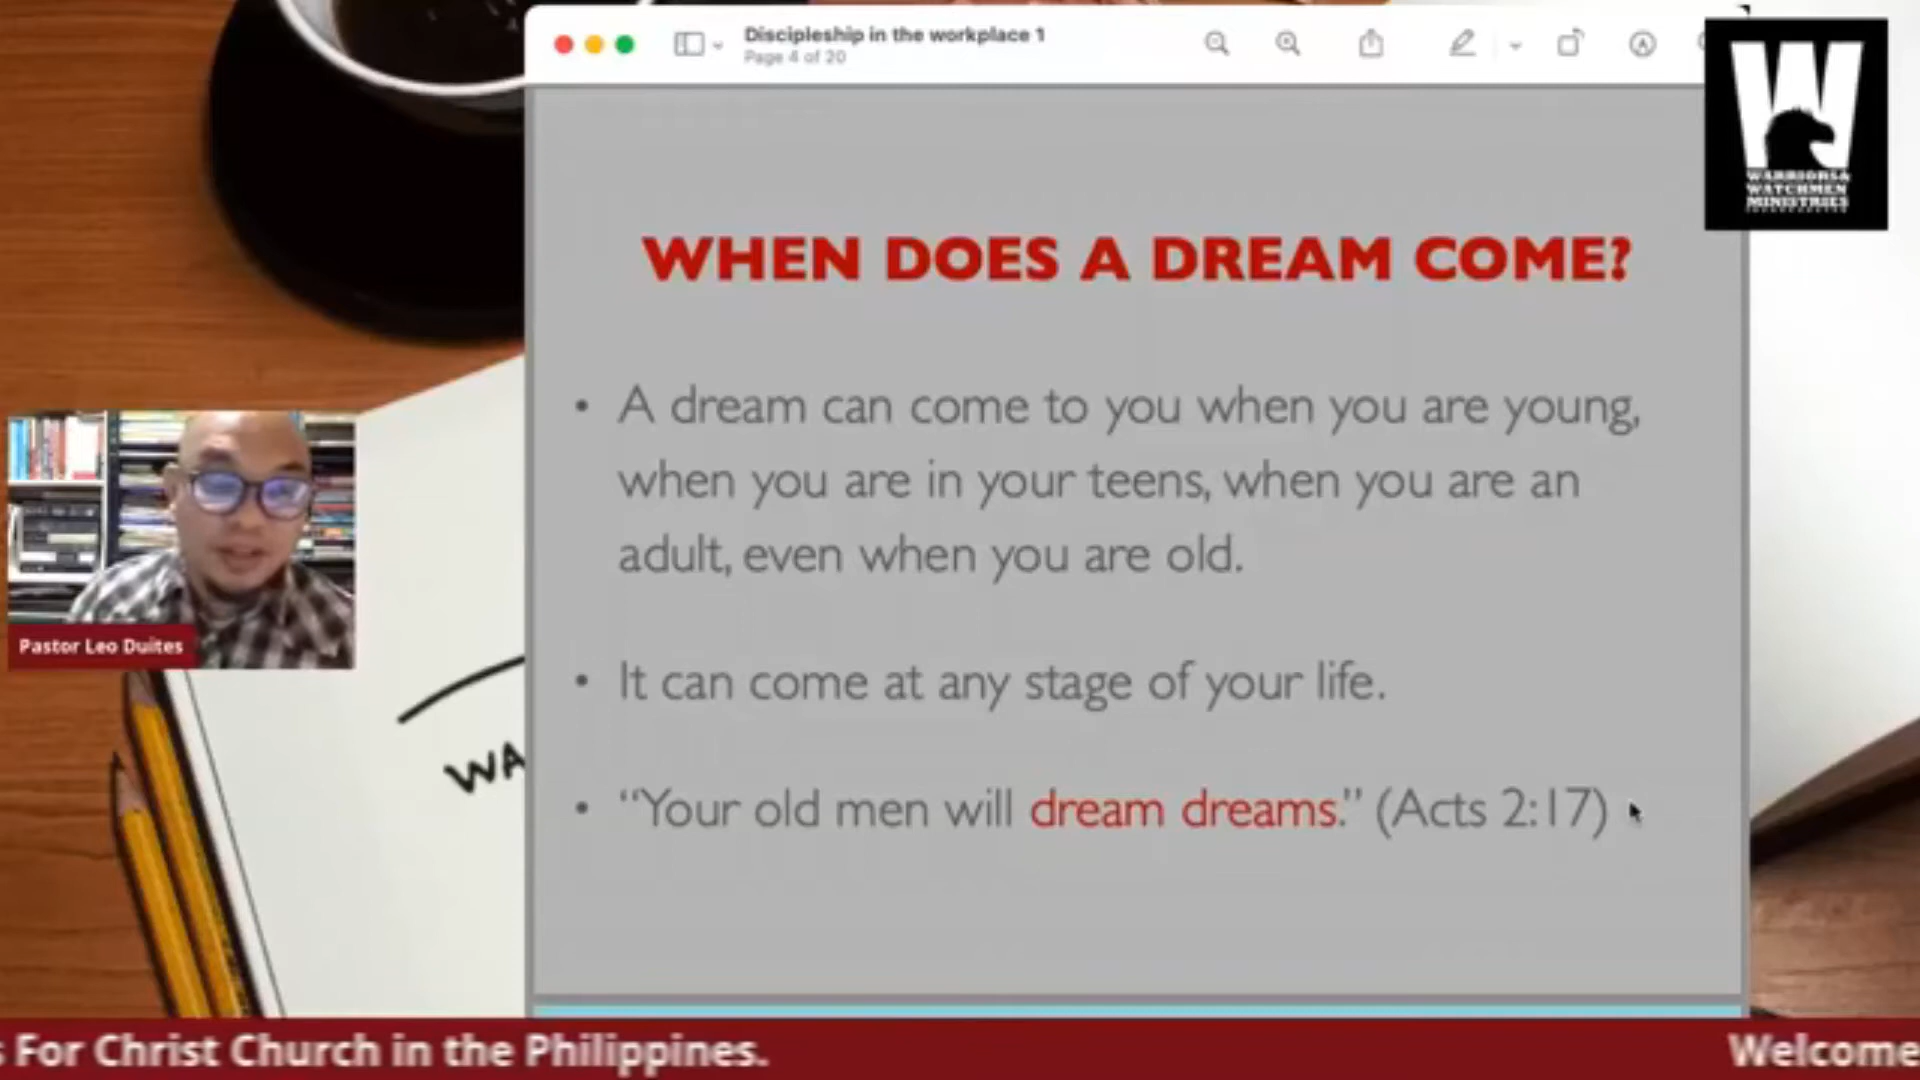 Discipleship in the workplace 1
Page 4 of 20
W
WARRIORS &
WATCHMEN
MINISTRIES
WHEN DOES A DREAM COME?
• A dream can come to you when you are young,
when you are in your teens, when you are an
adult, even when you are old.
• It can come at any stage of your life.
• “Your old men will dream dreams.” (Acts 2:17)
Pastor Leo Duites
WA
s For Christ Church in the Philippines.
Welcome